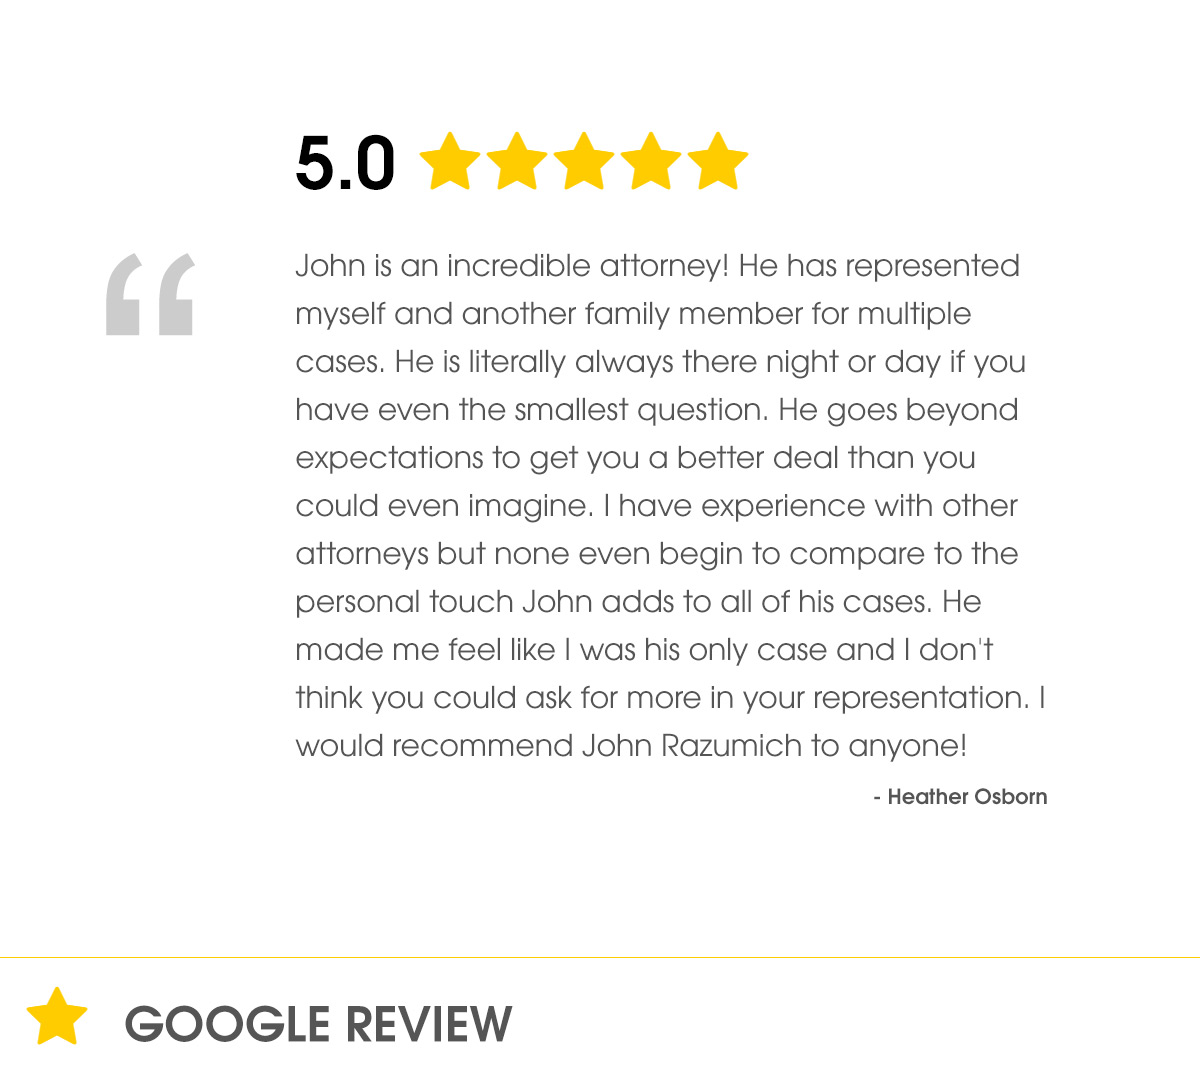 5.0
“
John is an incredible attorney! He has represented
myself and another family member for multiple
cases. He is literally always there night or day if you
have even the smallest question. He goes beyond
expectations to get you a better deal than you
could even imagine. I have experience with other
attorneys but none even begin to compare to the
personal touch John adds to all of his cases. He
made me feel like I was his only case and I don't
think you could ask for more in your representation. I
would recommend John Razumich to anyone!
- Heather Osborn
GOOGLE REVIEW